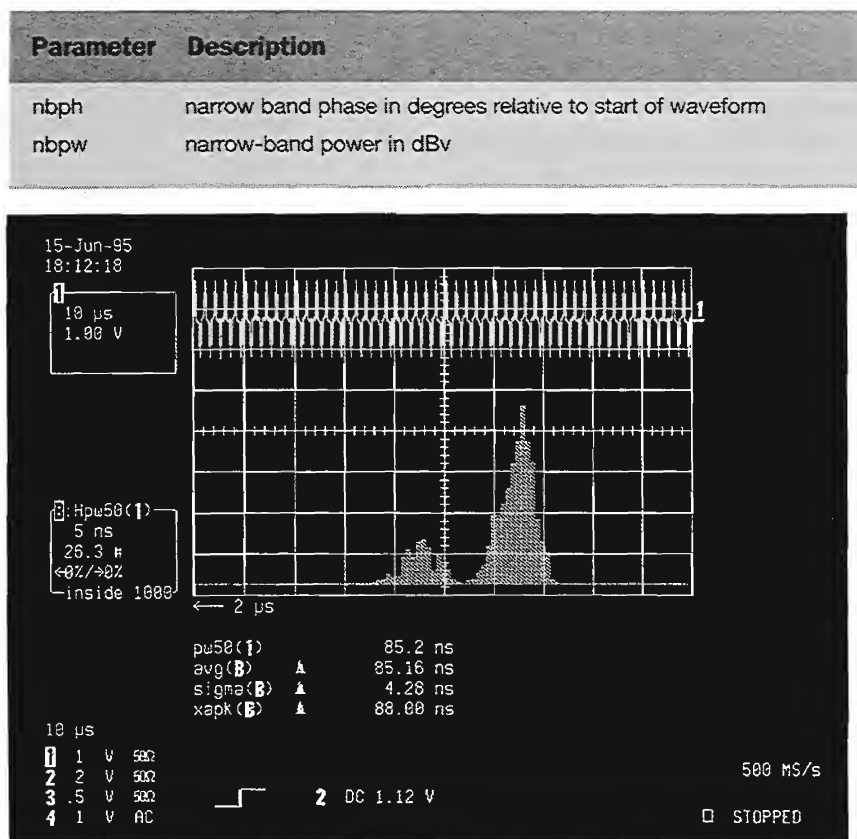 Parameter Description
nbph narrow band phase in degrees relative to start of waveform
nbpw narrow-band power in dBv
15-Jun-95
18:12:18
1
10 µs
1.00 V
1
B:Hpw50(1)
5 ns
26.3 #
←0%/→0%
inside 1000
← 2 µs
pw50(1) 85.2 ns
avg(B) 85.16 ns
sigma(B) 4.28 ns
xapk(B) 88.00 ns
10 µs
1 1 V 50Ω
2 2 V 50Ω
3 .5 V 50Ω
4 1 V AC
2 DC 1.12 V
500 MS/s
□ STOPPED